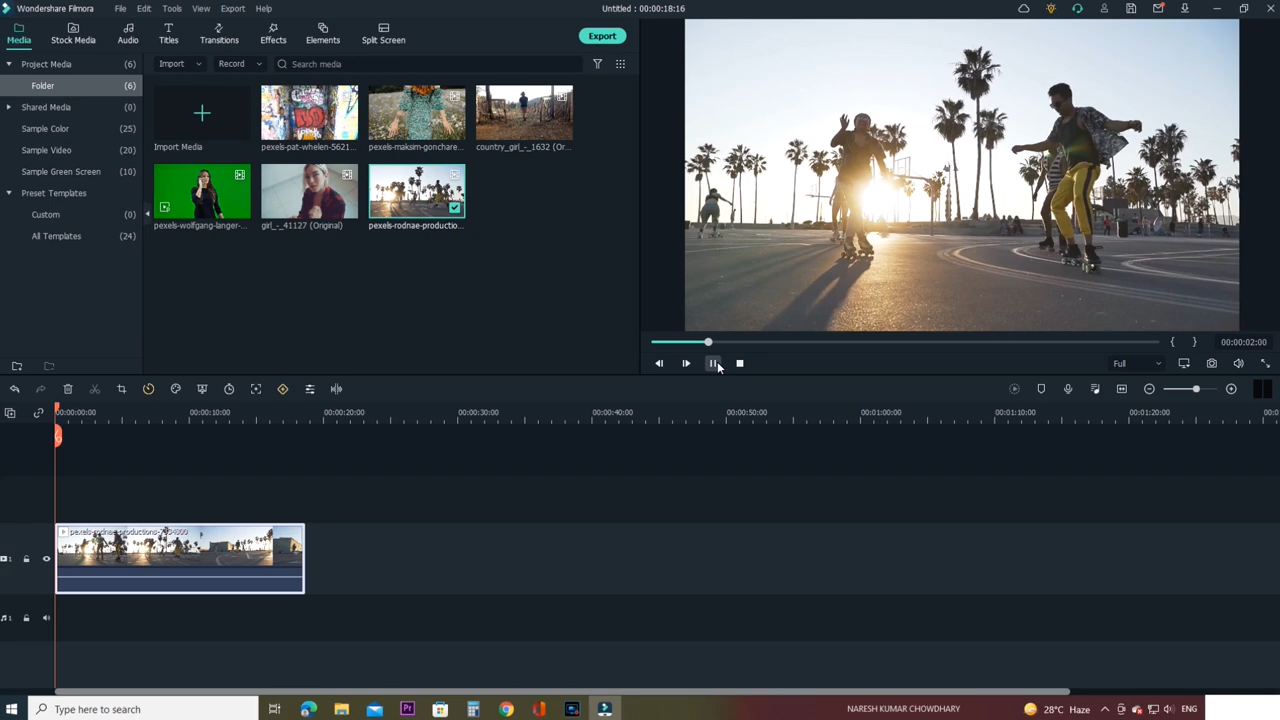 Wondershare Filmora
File
Edit
Tools
View
Export
Help
Untitled : 00:00:18:16
Media
Stock Media
Audio
Titles
Transitions
Effects
Elements
Split Screen
Export
Project Media (6)
Folder (6)
Shared Media (0)
Sample Color (25)
Sample Video (20)
Sample Green Screen (10)
Preset Templates
Custom (0)
All Templates (24)
Import
Record
Search media
Import Media
pexels-pat-whelen-5621...
pexels-maksim-gonchare...
country_girl_-_1632 (Or...
pexels-wolfgang-langer-...
girl_-_41127 (Original)
pexels-rodnae-productio...
00:00:02:00
Full
00:00:00:00
00:00:10:00
00:00:20:00
00:00:30:00
00:00:40:00
00:00:50:00
00:01:00:00
00:01:10:00
00:01:20:00
pexels-rodnae-productions-
Type here to search
NARESH KUMAR CHOWDHARY
28°C Haze
ENG